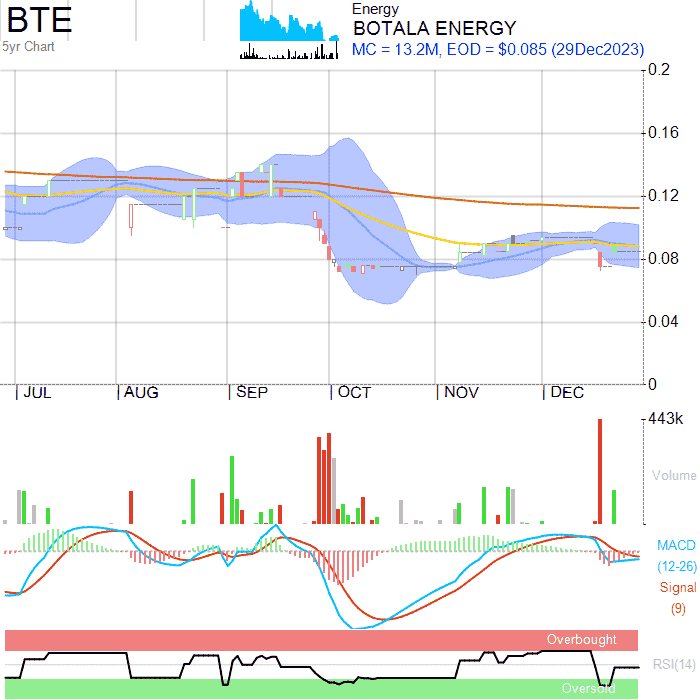 BTE
5yr Chart
Energy
BOTALA ENERGY
MC = 13.2M, EOD = $0.085 (29Dec2023)
0.2
0.16
0.12
0.08
0.04
0
JUL AUG SEP OCT NOV DEC
443k
Volume
MACD
(12-26)
Signal
(9)
Overbought
RSI(14)
Oversold